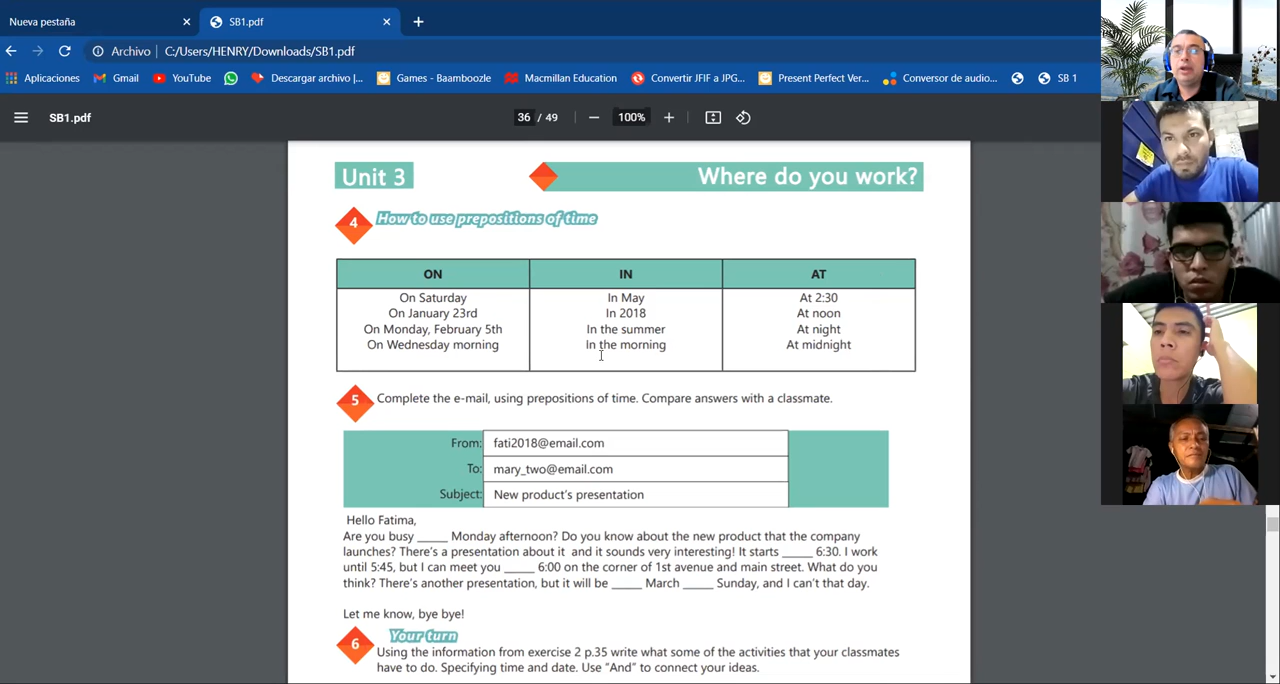 Nueva pestaña
SB1.pdf
Archivo C:/Users/HENRY/Downloads/SB1.pdf
Aplicaciones Gmail YouTube Descargar archivo |... Games - Baamboozle Macmillan Education Convertir JFIF a JPG... Present Perfect Ver... Conversor de audio... SB 1
SB1.pdf 36 / 49 100%
Unit 3 Where do you work?
4 How to use prepositions of time
ON IN AT
On Saturday In May At 2:30
On January 23rd In 2018 At noon
On Monday, February 5th In the summer At night
On Wednesday morning In the morning At midnight
5 Complete the e-mail, using prepositions of time. Compare answers with a classmate.
From: fati2018@email.com
To: mary_two@email.com
Subject: New product's presentation
Hello Fatima,
Are you busy _____ Monday afternoon? Do you know about the new product that the company
launches? There's a presentation about it and it sounds very interesting! It starts _____ 6:30. I work
until 5:45, but I can meet you _____ 6:00 on the corner of 1st avenue and main street. What do you
think? There's another presentation, but it will be _____ March _____ Sunday, and I can't that day.
Let me know, bye bye!
6 Your turn
Using the information from exercise 2 p.35 write what some of the activities that your classmates
have to do. Specifying time and date. Use "And" to connect your ideas.